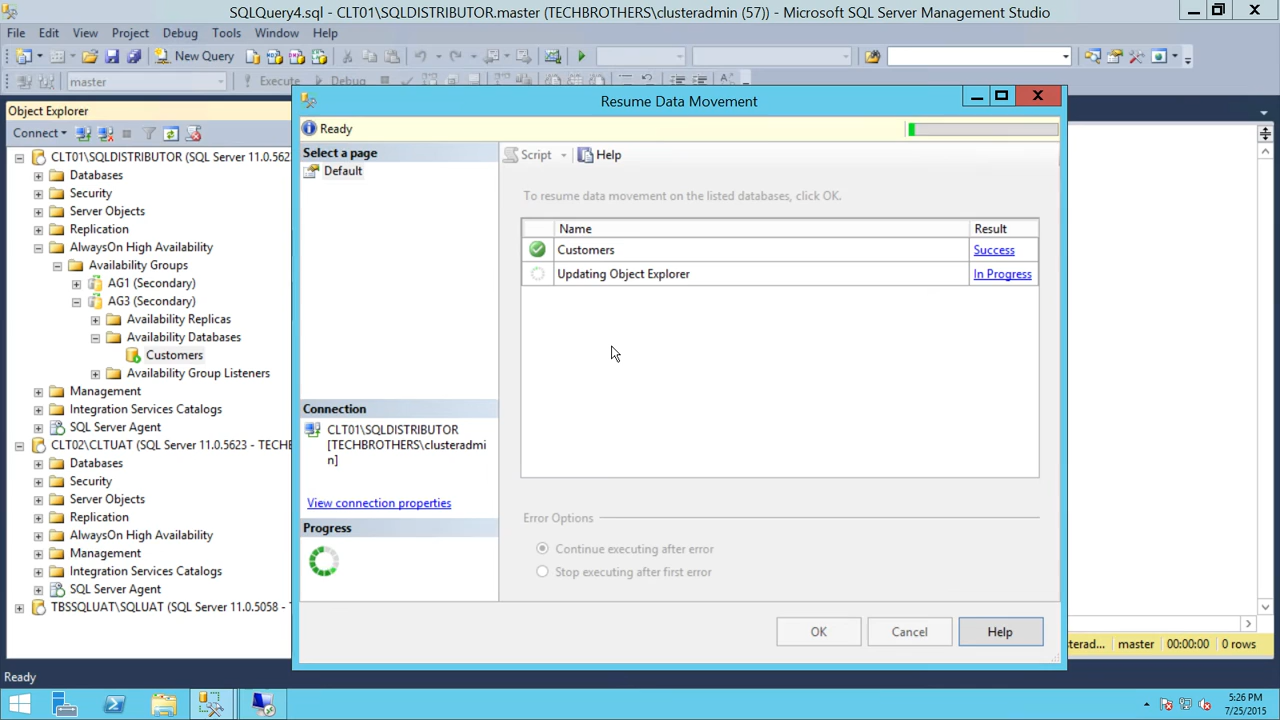 SQLQuery4.sql - CLT01\SQLDISTRIBUTOR.master (TECHBROTHERS\clusteradmin (57)) - Microsoft SQL Server Management Studio
File Edit View Project Debug Tools Window Help
New Query
master Execute Debug
Object Explorer
Connect
CLT01\SQLDISTRIBUTOR (SQL Server 11.0.562
Databases
Security
Server Objects
Replication
AlwaysOn High Availability
Availability Groups
AG1 (Secondary)
AG3 (Secondary)
Availability Replicas
Availability Databases
Customers
Availability Group Listeners
Management
Integration Services Catalogs
SQL Server Agent
CLT02\CLTUAT (SQL Server 11.0.5623 - TECHE
Databases
Security
Server Objects
Replication
AlwaysOn High Availability
Management
Integration Services Catalogs
SQL Server Agent
TBSSQLUAT\SQLUAT (SQL Server 11.0.5058 -
Resume Data Movement
Ready
Select a page
Default
Script Help
To resume data movement on the listed databases, click OK.
Name Result
Customers Success
Updating Object Explorer In Progress
Connection
CLT01\SQLDISTRIBUTOR
[TECHBROTHERS\clusteradmi
n]
View connection properties
Progress
Error Options
Continue executing after error
Stop executing after first error
OK Cancel Help
sterad... master 00:00:00 0 rows
Ready
5:26 PM
7/25/2015